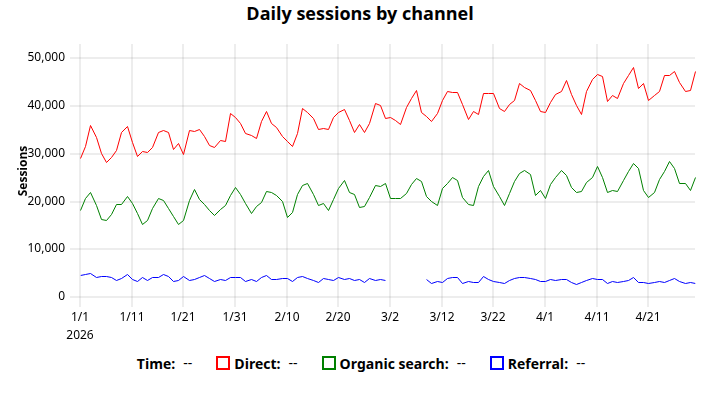 Daily sessions by channel
Sessions
50,000
40,000
30,000
20,000
10,000
0
1/1 1/11 1/21 1/31 2/10 2/20 3/2 3/12 3/22 4/1 4/11 4/21
2026
Time: -- Direct: -- Organic search: -- Referral: --